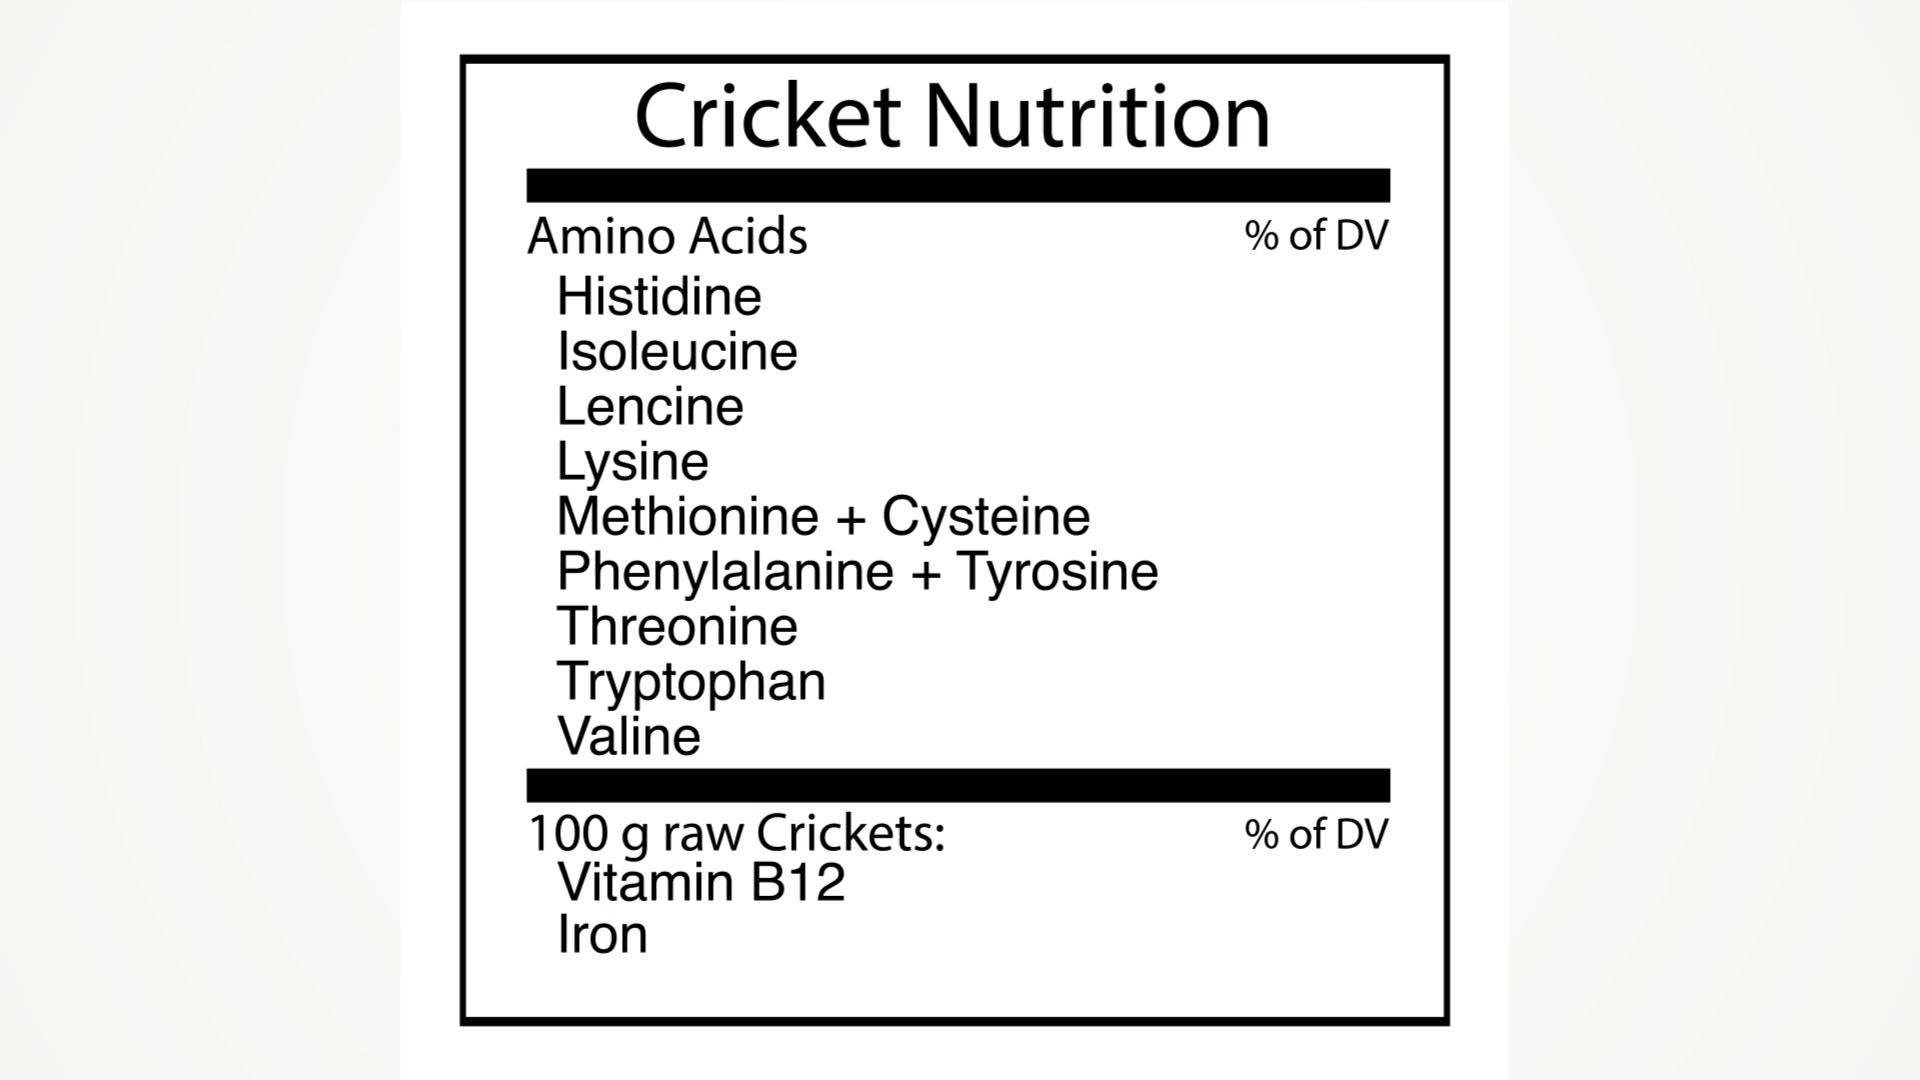 Cricket Nutrition
Amino Acids % of DV
Histidine
Isoleucine
Lencine
Lysine
Methionine + Cysteine
Phenylalanine + Tyrosine
Threonine
Tryptophan
Valine
100 g raw Crickets: % of DV
Vitamin B12
Iron